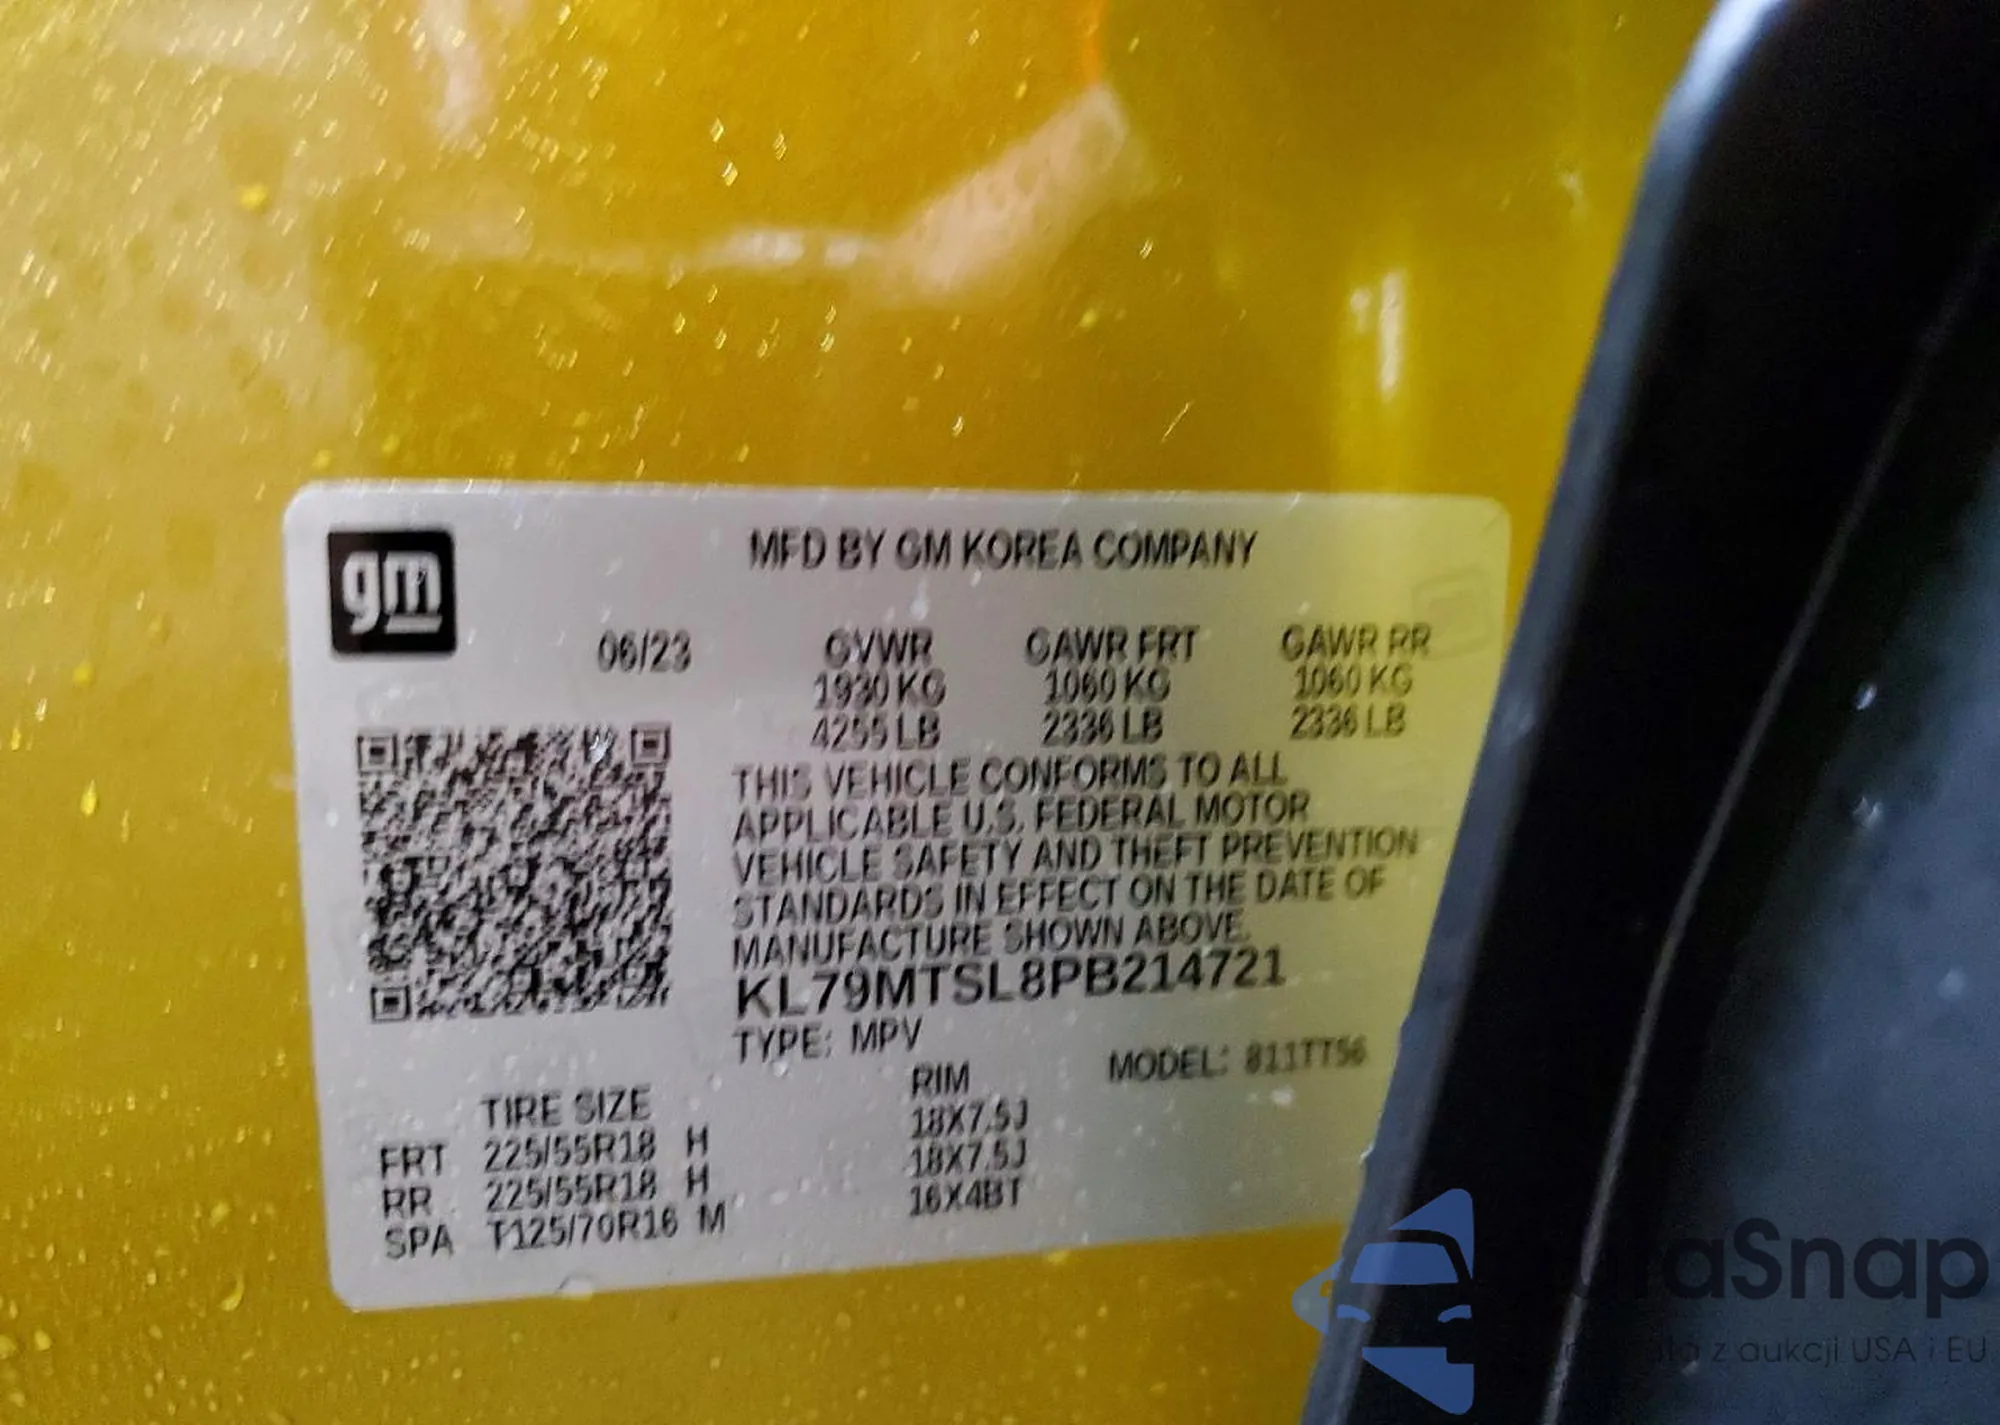 gm
MFD BY GM KOREA COMPANY
06/23 GVWR GAWR FRT GAWR RR
1930 KG 1060 KG 1060 KG
4255 LB 2336 LB 2336 LB
THIS VEHICLE CONFORMS TO ALL
APPLICABLE U.S. FEDERAL MOTOR
VEHICLE SAFETY AND THEFT PREVENTION
STANDARDS IN EFFECT ON THE DATE OF
MANUFACTURE SHOWN ABOVE.
KL79MTSL8PB214721
TYPE: MPV
MODEL: 811TT56
TIRE SIZE RIM
FRT 225/55R18 H 18X7.5J
RR 225/55R18 H 18X7.5J
SPA T125/70R16 M 16X4BT
z aukcji USA i EU